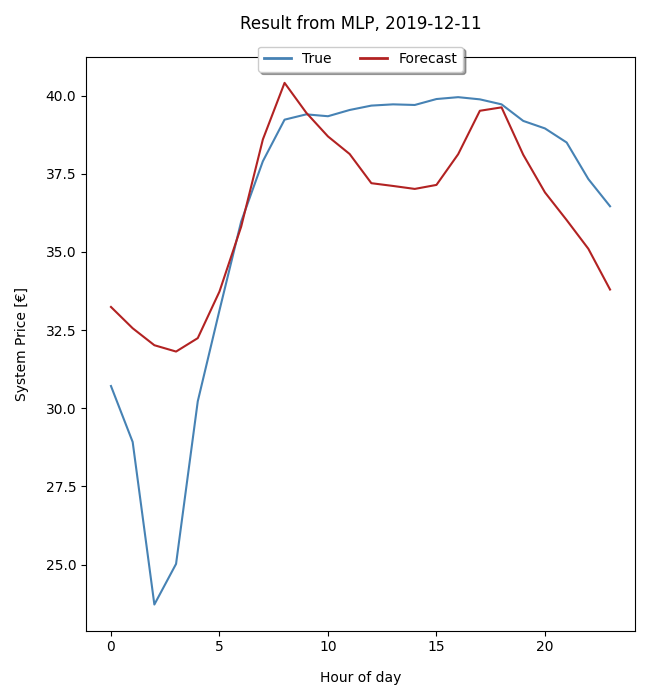 Result from MLP, 2019-12-11
True Forecast
40.0
37.5
35.0
32.5
30.0
27.5
25.0
System Price [€]
0 5 10 15 20
Hour of day